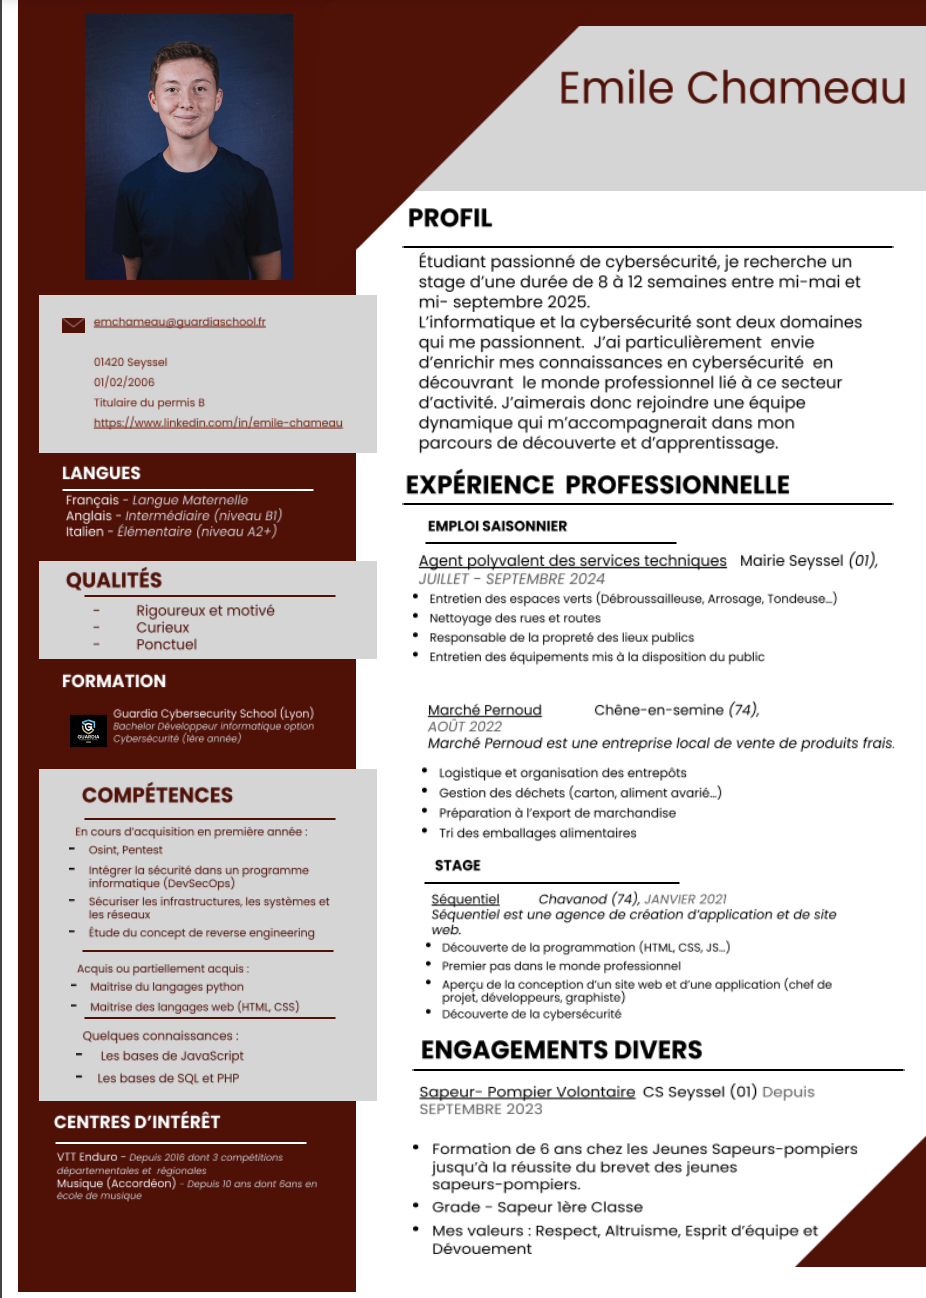 Emile Chameau
emchameau@guardiaschool.fr
01420 Seyssel
01/02/2006
Titulaire du permis B
https://www.linkedin.com/in/emile-chameau
LANGUES
Français - Langue Maternelle
Anglais - Intermédiaire (niveau B1)
Italien - Élémentaire (niveau A2+)
QUALITÉS
- Rigoureux et motivé
- Curieux
- Ponctuel
FORMATION
GUARDIA
Guardia Cybersecurity School (Lyon)
Bachelor Développeur informatique option
Cybersécurité (1ère année)
COMPÉTENCES
En cours d'acquisition en première année :
- Osint, Pentest
- Intégrer la sécurité dans un programme
informatique (DevSecOps)
- Sécuriser les infrastructures, les systèmes et
les réseaux
- Étude du concept de reverse engineering
Acquis ou partiellement acquis :
- Maitrise du langages python
- Maitrise des langages web (HTML, CSS)
Quelques connaissances :
- Les bases de JavaScript
- Les bases de SQL et PHP
CENTRES D'INTÉRÊT
VTT Enduro - Depuis 2016 dont 3 compétitions
départementales et régionales
Musique (Accordéon) - Depuis 10 ans dont 6ans en
école de musique
PROFIL
Étudiant passionné de cybersécurité, je recherche un
stage d'une durée de 8 à 12 semaines entre mi-mai et
mi- septembre 2025.
L'informatique et la cybersécurité sont deux domaines
qui me passionnent. J'ai particulièrement envie
d'enrichir mes connaissances en cybersécurité en
découvrant le monde professionnel lié à ce secteur
d'activité. J'aimerais donc rejoindre une équipe
dynamique qui m'accompagnerait dans mon
parcours de découverte et d'apprentissage.
EXPÉRIENCE PROFESSIONNELLE
EMPLOI SAISONNIER
Agent polyvalent des services techniques Mairie Seyssel (01),
JUILLET - SEPTEMBRE 2024
• Entretien des espaces verts (Débroussailleuse, Arrosage, Tondeuse...)
• Nettoyage des rues et routes
• Responsable de la propreté des lieux publics
• Entretien des équipements mis à la disposition du public
Marché Pernoud Chêne-en-semine (74),
AOÛT 2022
Marché Pernoud est une entreprise local de vente de produits frais.
• Logistique et organisation des entrepôts
• Gestion des déchets (carton, aliment avarié...)
• Préparation à l'export de marchandise
• Tri des emballages alimentaires
STAGE
Séquentiel Chavanod (74), JANVIER 2021
Séquentiel est une agence de création d'application et de site
web.
• Découverte de la programmation (HTML, CSS, JS...)
• Premier pas dans le monde professionnel
• Aperçu de la conception d'un site web et d'une application (chef de
projet, développeurs, graphiste)
• Découverte de la cybersécurité
ENGAGEMENTS DIVERS
Sapeur- Pompier Volontaire CS Seyssel (01) Depuis
SEPTEMBRE 2023
• Formation de 6 ans chez les Jeunes Sapeurs-pompiers
jusqu'à la réussite du brevet des jeunes
sapeurs-pompiers.
• Grade - Sapeur 1ère Classe
• Mes valeurs : Respect, Altruisme, Esprit d'équipe et
Dévouement